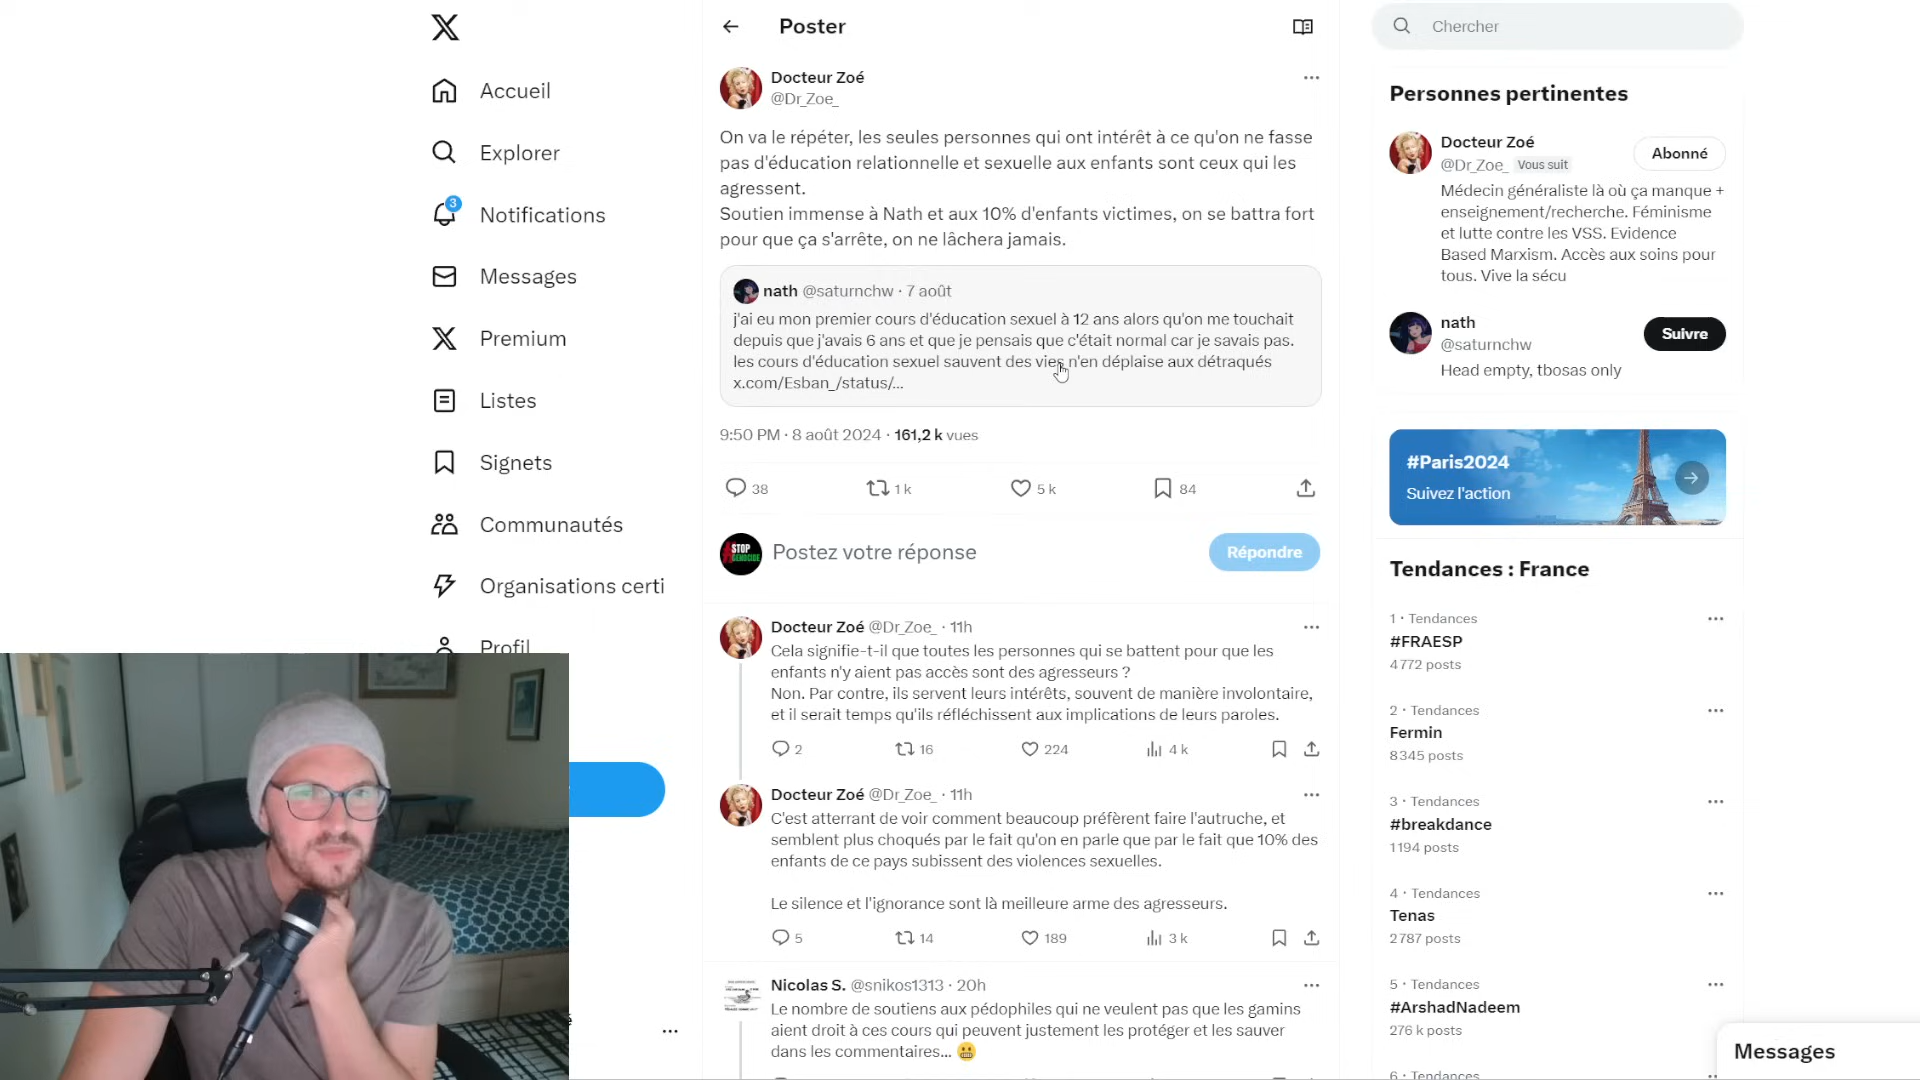 Accueil
Explorer
3
Notifications
Messages
Premium
Listes
Signets
Communautés
Organisations certi
Profil
Poster
Docteur Zoé
@Dr_Zoe_
On va le répéter, les seules personnes qui ont intérêt à ce qu'on ne fasse
pas d'éducation relationnelle et sexuelle aux enfants sont ceux qui les
agressent.
Soutien immense à Nath et aux 10% d'enfants victimes, on se battra fort
pour que ça s'arrête, on ne lâchera jamais.
nath @saturnchw · 7 août
j'ai eu mon premier cours d'éducation sexuel à 12 ans alors qu'on me touchait
depuis que j'avais 6 ans et que je pensais que c'était normal car je savais pas.
les cours d'éducation sexuel sauvent des vies n'en déplaise aux détraqués
x.com/Esban_/status/...
9:50 PM · 8 août 2024 · 161,2 k vues
38 1 k 5 k 84
STOP
GENOCIDE
Postez votre réponse
Répondre
Docteur Zoé @Dr_Zoe_ · 11h
Cela signifie-t-il que toutes les personnes qui se battent pour que les
enfants n'y aient pas accès sont des agresseurs ?
Non. Par contre, ils servent leurs intérêts, souvent de manière involontaire,
et il serait temps qu'ils réfléchissent aux implications de leurs paroles.
2 16 224 4 k
Docteur Zoé @Dr_Zoe_ · 11h
C'est atterrant de voir comment beaucoup préfèrent faire l'autruche, et
semblent plus choqués par le fait qu'on en parle que par le fait que 10% des
enfants de ce pays subissent des violences sexuelles.
Le silence et l'ignorance sont là meilleure arme des agresseurs.
5 14 189 3 k
Nicolas S. @snikos1313 · 20h
Le nombre de soutiens aux pédophiles qui ne veulent pas que les gamins
aient droit à ces cours qui peuvent justement les protéger et les sauver
dans les commentaires... 😬
Chercher
Personnes pertinentes
Docteur Zoé
@Dr_Zoe_ Vous suit
Abonné
Médecin généraliste là où ça manque +
enseignement/recherche. Féminisme
et lutte contre les VSS. Evidence
Based Marxism. Accès aux soins pour
tous. Vive la sécu
nath
@saturnchw
Suivre
Head empty, tbosas only
#Paris2024
Suivez l'action
Tendances : France
1 · Tendances
#FRAESP
4 772 posts
2 · Tendances
Fermin
8 345 posts
3 · Tendances
#breakdance
1 194 posts
4 · Tendances
Tenas
2 787 posts
5 · Tendances
#ArshadNadeem
276 k posts
6 · Tendances
Messages